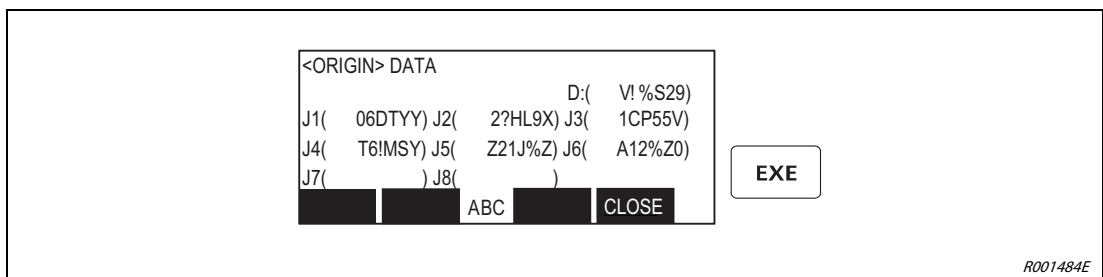 <ORIGIN> DATA
D:( V! %S29)
J1( 06DTYY) J2( 2?HL9X) J3( 1CP55V)
J4( T6!MSY) J5( Z21J%Z) J6( A12%Z0)
J7( ) J8( )
ABC CLOSE
EXE
R001484E